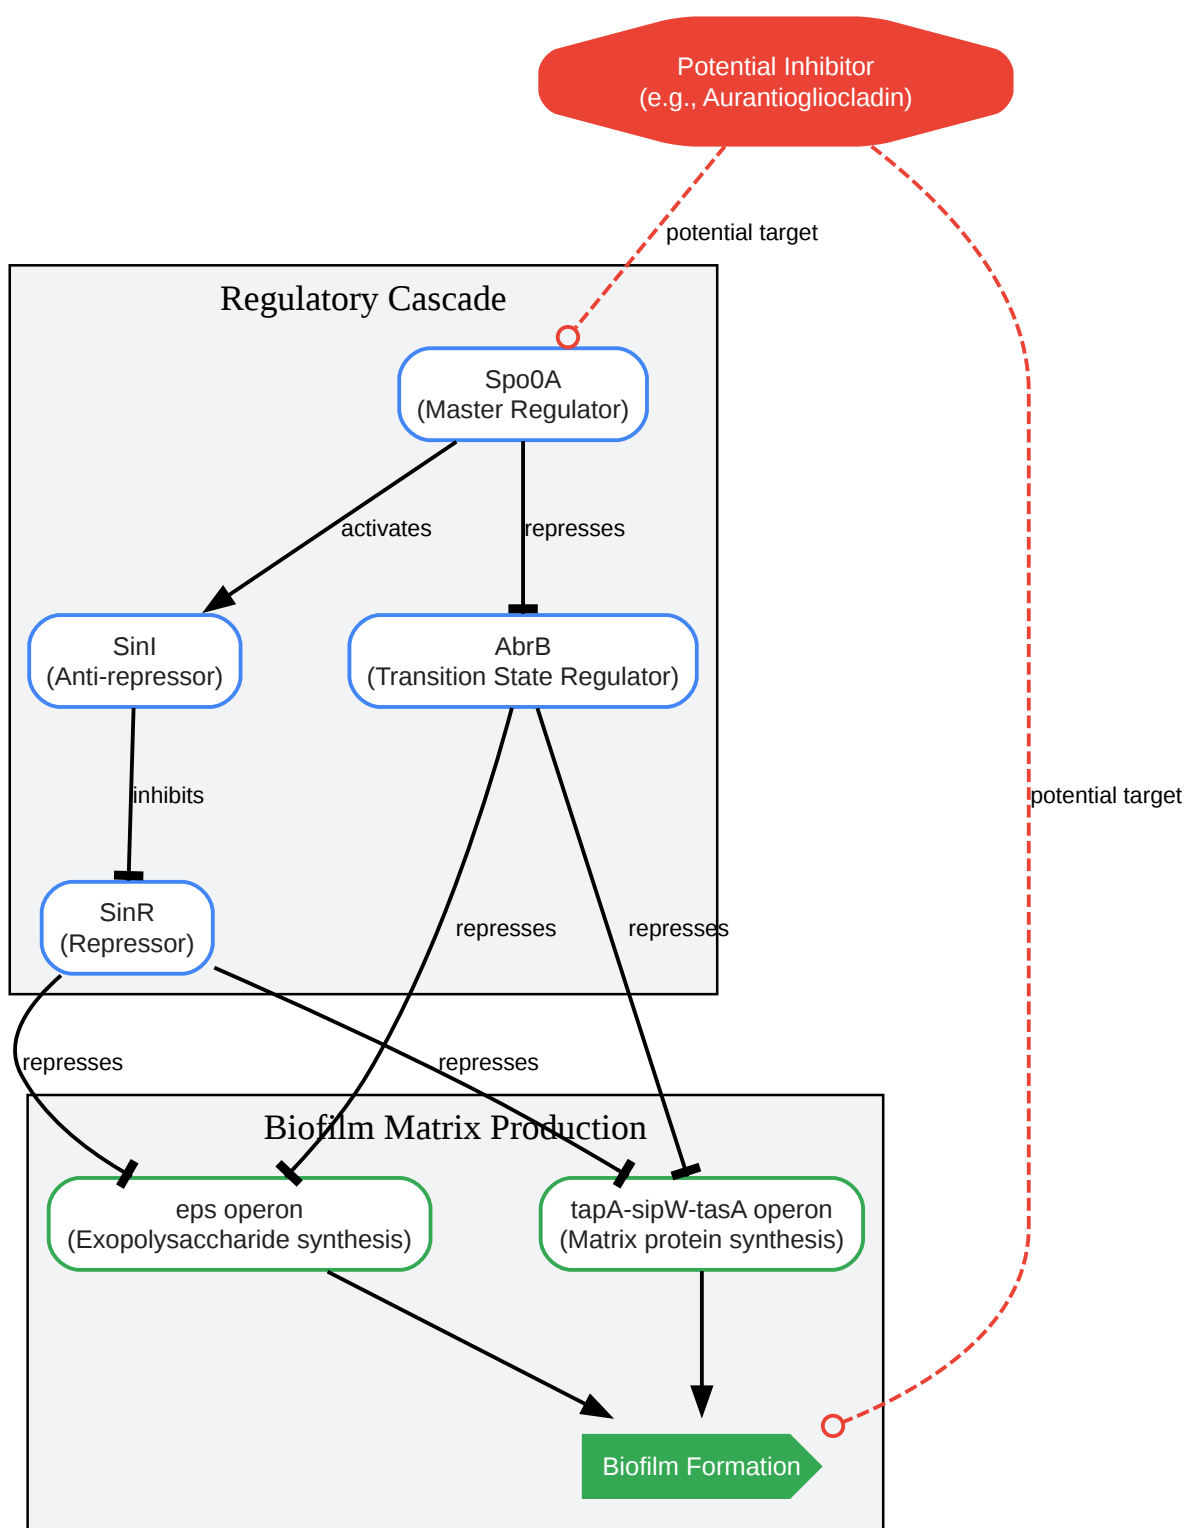 Potential Inhibitor
(e.g., Aurantiogliocladin)
potential target
Regulatory Cascade
Spo0A
(Master Regulator)
activates
represses
SinI
(Anti-repressor)
AbrB
(Transition State Regulator)
inhibits
potential target
SinR
(Repressor)
represses
represses
represses
represses
Biofilm Matrix Production
eps operon
(Exopolysaccharide synthesis)
tapA-sipW-tasA operon
(Matrix protein synthesis)
Biofilm Formation